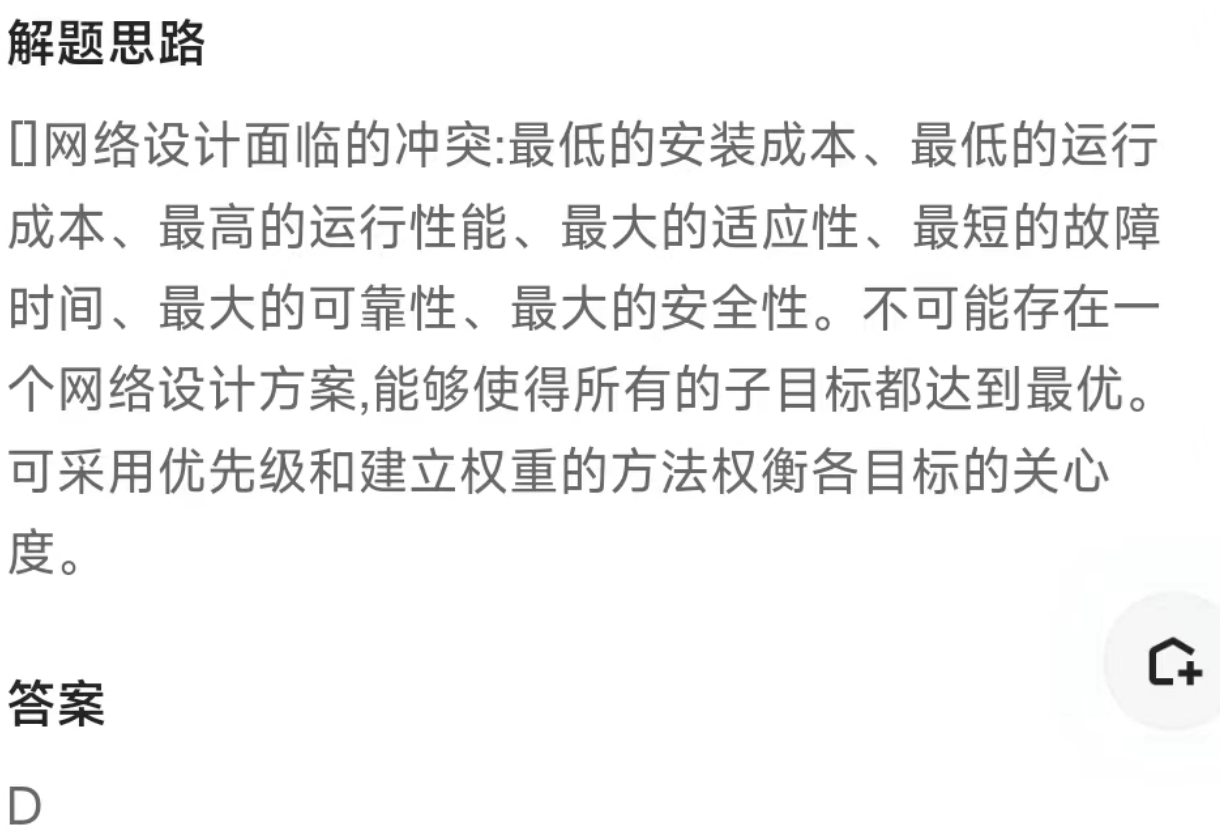 解题思路
[]网络设计面临的冲突:最低的安装成本、最低的运行
成本、最高的运行性能、最大的适应性、最短的故障
时间、最大的可靠性、最大的安全性。不可能存在一
个网络设计方案,能够使得所有的子目标都达到最优。
可采用优先级和建立权重的方法权衡各目标的关心
度。
答案
D